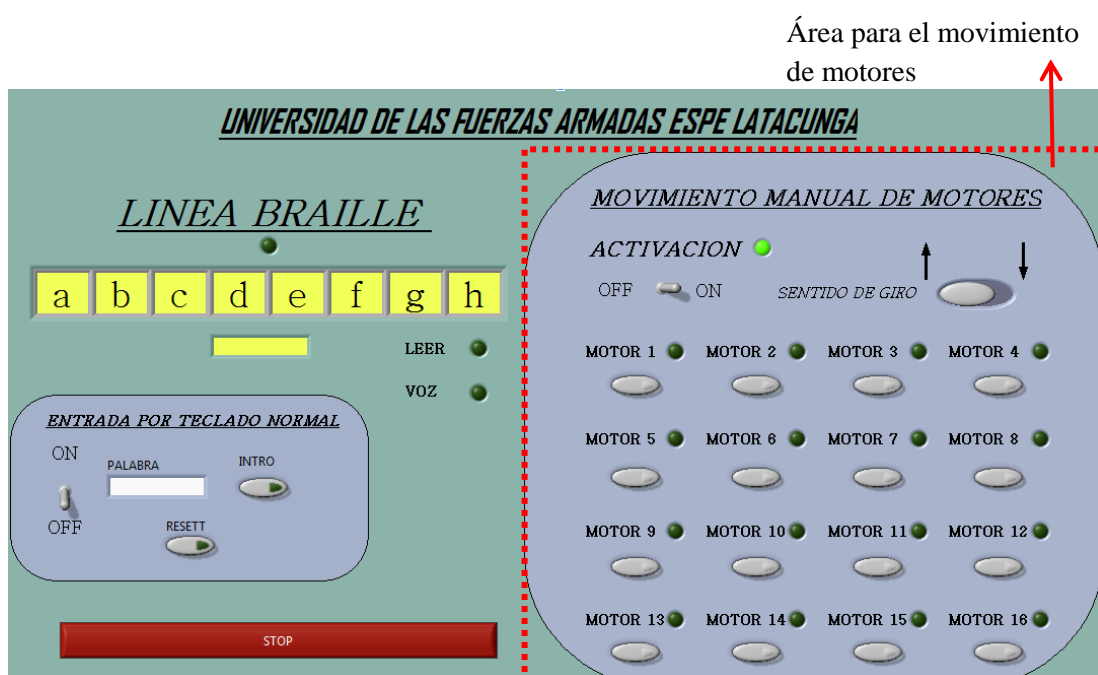 Área para el movimiento
de motores
UNIVERSIDAD DE LAS FUERZAS ARMADAS ESPE LATACUNGA
LINEA BRAILLE
a b c d e f g h
LEER
VOZ
ENTRADA POR TECLADO NORMAL
ON
PALABRA
INTRO
OFF
RESETT
STOP
MOVIMIENTO MANUAL DE MOTORES
ACTIVACION
OFF ON SENTIDO DE GIRO
MOTOR 1 MOTOR 2 MOTOR 3 MOTOR 4
MOTOR 5 MOTOR 6 MOTOR 7 MOTOR 8
MOTOR 9 MOTOR 10 MOTOR 11 MOTOR 12
MOTOR 13 MOTOR 14 MOTOR 15 MOTOR 16